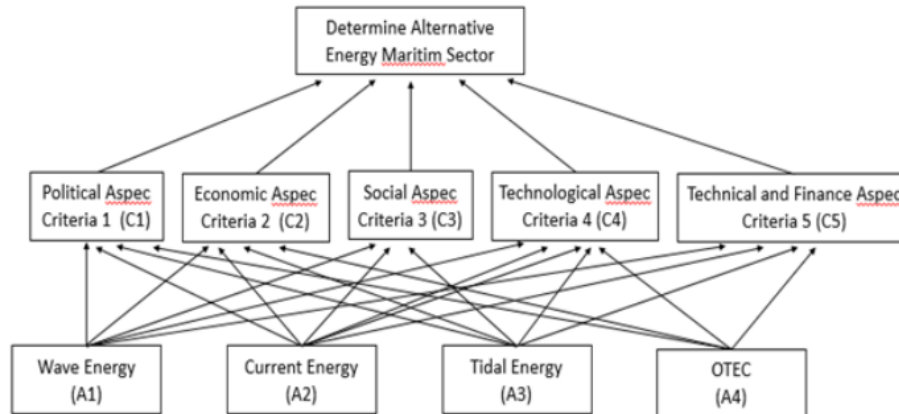 Determine Alternative
Energy Maritim Sector
Political Aspec
Criteria 1 (C1)
Economic Aspec
Criteria 2 (C2)
Social Aspec
Criteria 3 (C3)
Technological Aspec
Criteria 4 (C4)
Technical and Finance Aspec
Criteria 5 (C5)
Wave Energy
(A1)
Current Energy
(A2)
Tidal Energy
(A3)
OTEC
(A4)